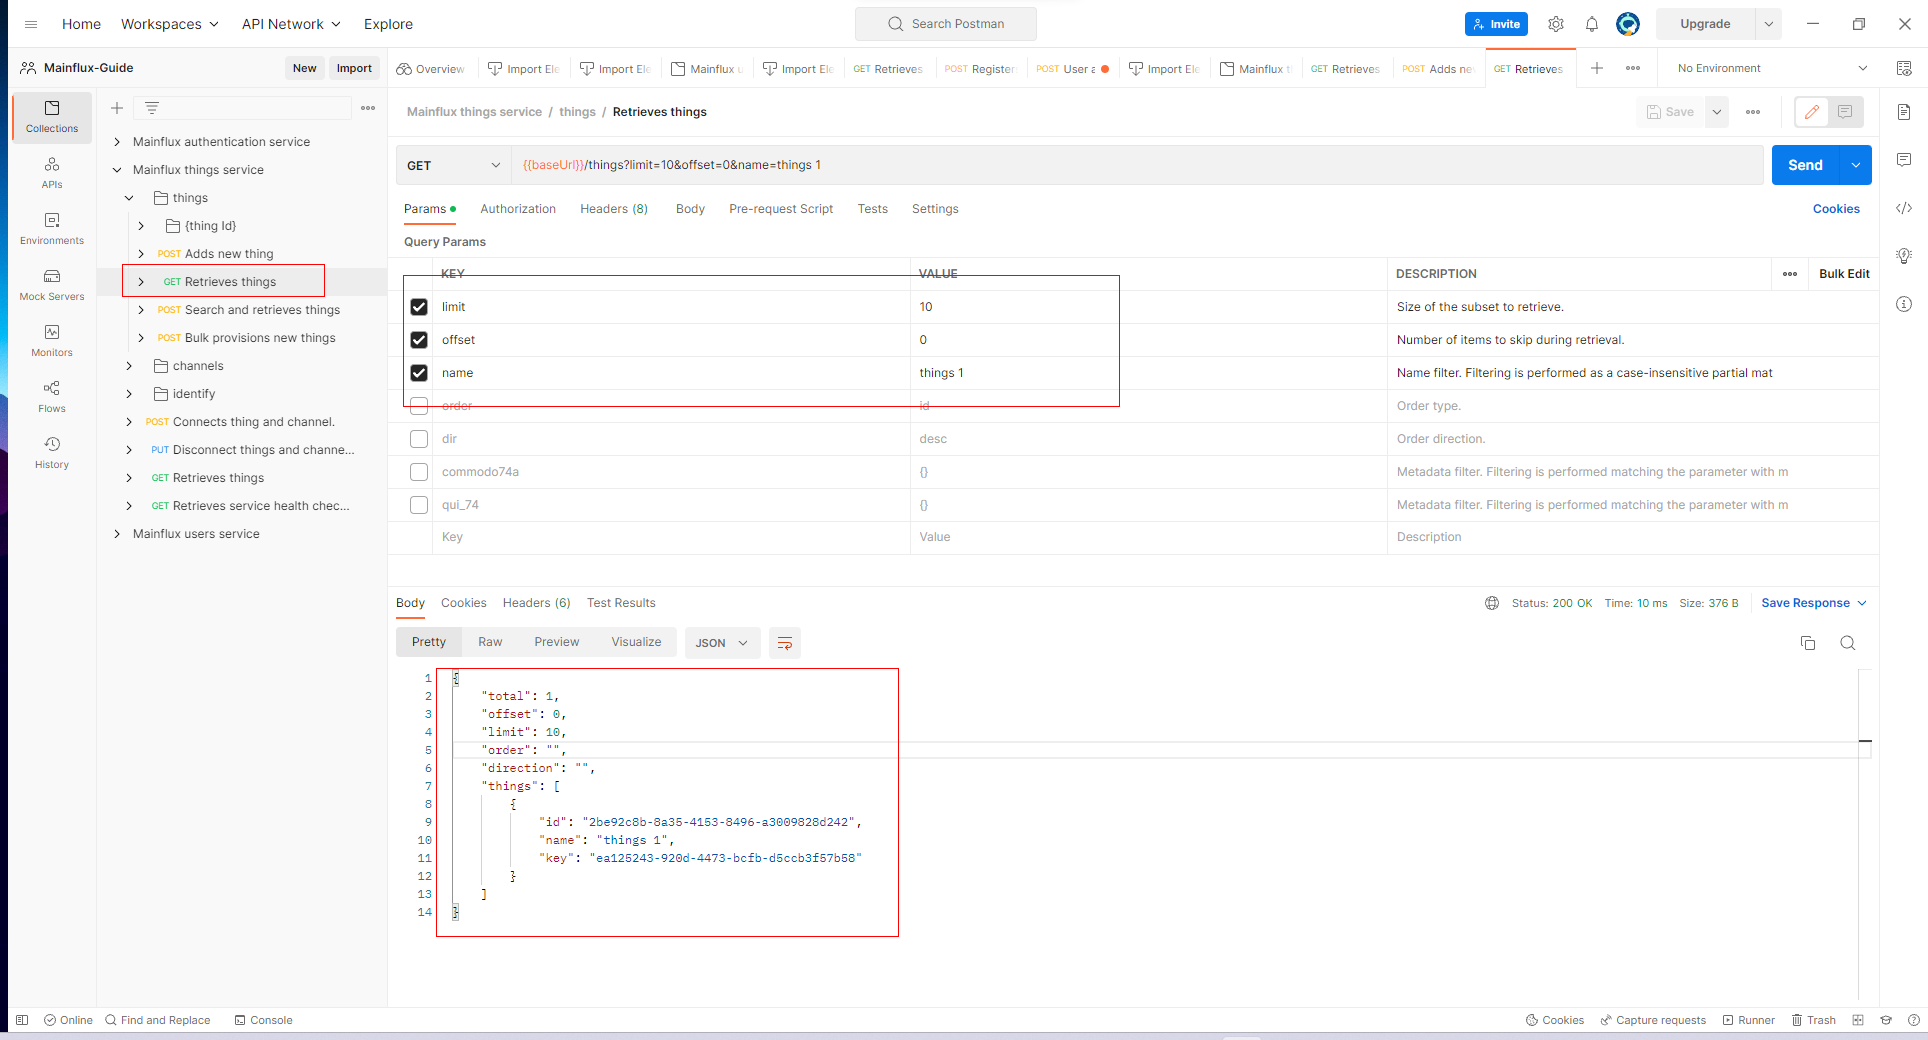 Home Workspaces API Network Explore Search Postman Invite Upgrade
Mainflux-Guide New Import
Overview Import Ele Import Ele Mainflux u Import Ele GET Retrieves POST Register POST User a Import Ele Mainflux t GET Retrieves POST Adds ne GET Retrieves No Environment
Collections
APIs
Environments
Mock Servers
Monitors
Flows
History
Mainflux authentication service
Mainflux things service
things
{thing Id}
POST Adds new thing
GET Retrieves things
POST Search and retrieves things
POST Bulk provisions new things
channels
identify
POST Connects thing and channel.
PUT Disconnect things and channe...
GET Retrieves things
GET Retrieves service health chec...
Mainflux users service
Mainflux things service / things / Retrieves things Save
GET {{baseUrl}}/things?limit=10&offset=0&name=things 1 Send
Params Authorization Headers (8) Body Pre-request Script Tests Settings Cookies
Query Params
KEY VALUE DESCRIPTION Bulk Edit
limit 10 Size of the subset to retrieve.
offset 0 Number of items to skip during retrieval.
name things 1 Name filter. Filtering is performed as a case-insensitive partial mat
order id Order type.
dir desc Order direction.
commodo74a {} Metadata filter. Filtering is performed matching the parameter with m
qui_74 {} Metadata filter. Filtering is performed matching the parameter with m
Key Value Description
Body Cookies Headers (6) Test Results Status: 200 OK Time: 10 ms Size: 376 B Save Response
Pretty Raw Preview Visualize JSON
1 {
2 "total": 1,
3 "offset": 0,
4 "limit": 10,
5 "order": "",
6 "direction": "",
7 "things": [
8 {
9 "id": "2be92c8b-8a35-4153-8496-a3009828d242",
10 "name": "things 1",
11 "key": "ea125243-920d-4473-bcfb-d5ccb3f57b58"
12 }
13 ]
14 }
Online Find and Replace Console Cookies Capture requests Runner Trash